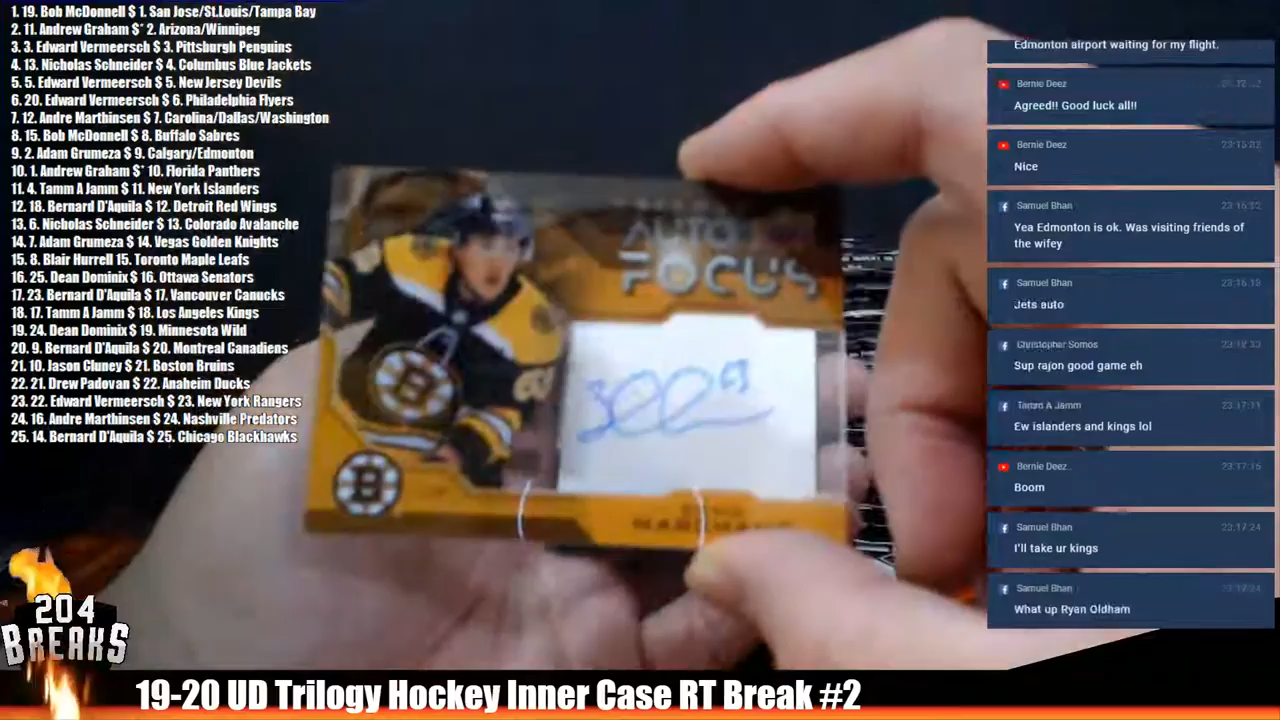 1. 19. Bob McDonnell $ 1. San Jose/St.Louis/Tampa Bay
2. 11. Andrew Graham $* 2. Arizona/Winnipeg
3. 3. Edward Vermeersch $ 3. Pittsburgh Penguins
4. 13. Nicholas Schneider $ 4. Columbus Blue Jackets
5. 5. Edward Vermeersch $ 5. New Jersey Devils
6. 20. Edward Vermeersch $ 6. Philadelphia Flyers
7. 12. Andre Marthinsen $ 7. Carolina/Dallas/Washington
8. 15. Bob McDonnell $ 8. Buffalo Sabres
9. 2. Adam Grumeza $ 9. Calgary/Edmonton
10. 1. Andrew Graham $* 10. Florida Panthers
11. 4. Tamm A Jamm $ 11. New York Islanders
12. 18. Bernard D'Aquila $ 12. Detroit Red Wings
13. 6. Nicholas Schneider $ 13. Colorado Avalanche
14. 7. Adam Grumeza $ 14. Vegas Golden Knights
15. 8. Blair Hurrell $ 15. Toronto Maple Leafs
16. 25. Dean Dominix $ 16. Ottawa Senators
17. 23. Bernard D'Aquila $ 17. Vancouver Canucks
18. 17. Tamm A Jamm $ 18. Los Angeles Kings
19. 24. Dean Dominix $ 19. Minnesota Wild
20. 9. Bernard D'Aquila $ 20. Montreal Canadiens
21. 10. Jason Cluney $ 21. Boston Bruins
22. 21. Drew Padovan $ 22. Anaheim Ducks
23. 22. Edward Vermeersch $ 23. New York Rangers
24. 16. Andre Marthinsen $ 24. Nashville Predators
25. 14. Bernard D'Aquila $ 25. Chicago Blackhawks
AUTO
FOCUS
63
B
B
Edmonton airport waiting for my flight.
Bernie Deez
Agreed!! Good luck all!!
Bernie Deez
Nice
Samuel Bhan
Yea Edmonton is ok. Was visiting friends of
the wifey
Samuel Bhan
Jets auto
Christopher Somos
Sup rajon good game eh
Tamm A Jamm 23:17:11
Ew islanders and kings lol
Bernie Deez 23:17:16
Boom
Samuel Bhan 23:17:24
I'll take ur kings
Samuel Bhan
What up Ryan Oldham
204
BREAKS
19-20 UD Trilogy Hockey Inner Case RT Break #2